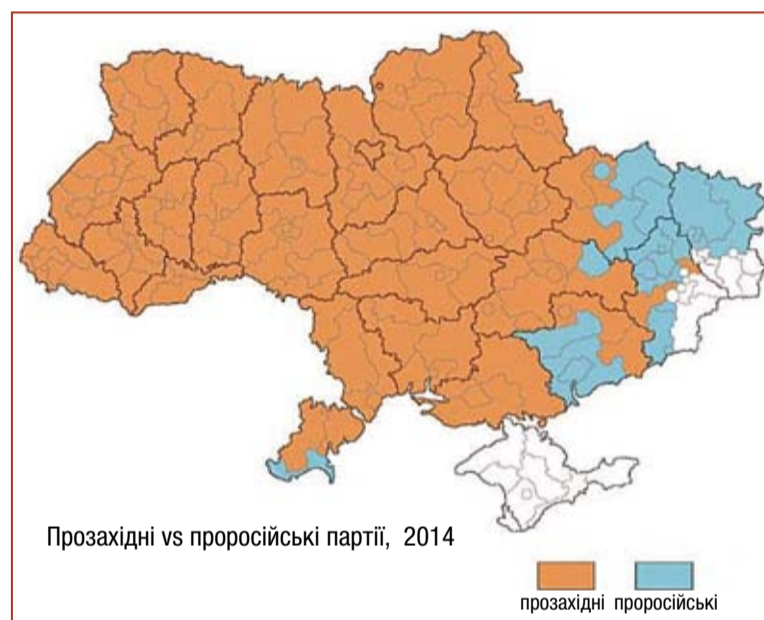 Прозахідні vs проросійські партії, 2014
прозахідні проросійські